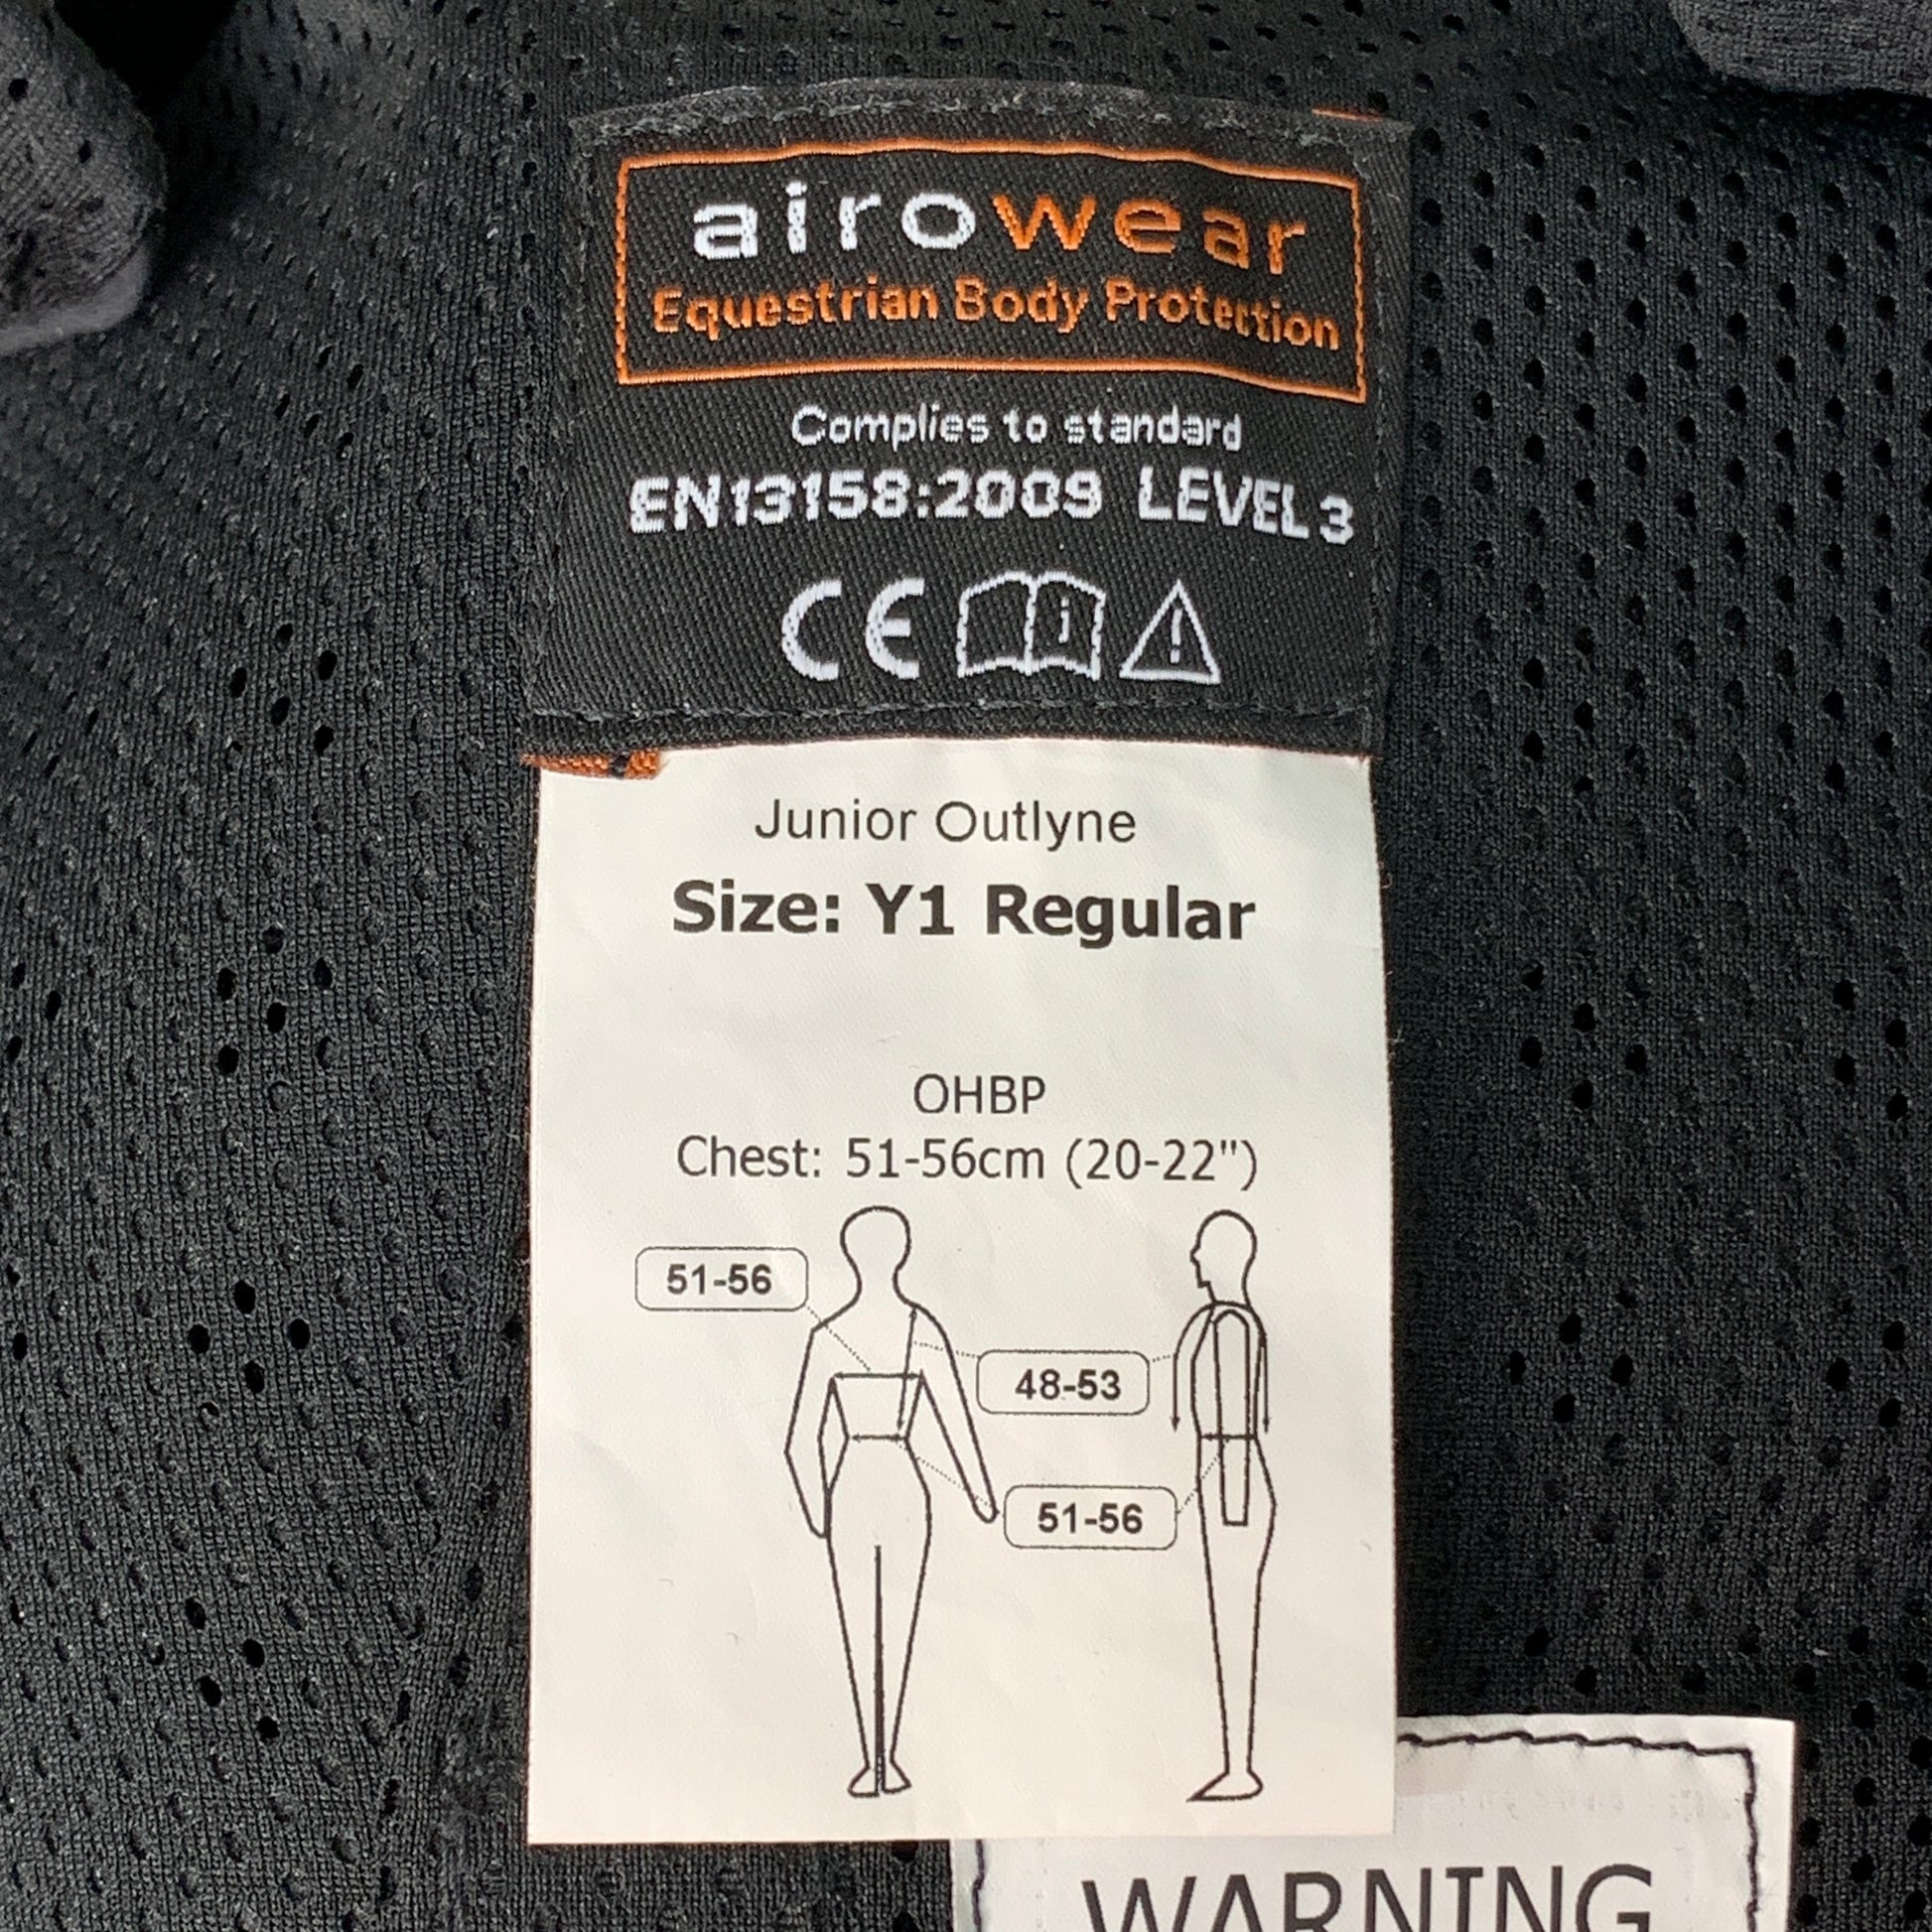 airowear
Equestrian Body Protection
Complies to standard
EN13158:2009 LEVEL 3
CE i !
Junior Outlyne
Size: Y1 Regular
OHBP
Chest: 51-56cm (20-22")
51-56
48-53
51-56
WARNING